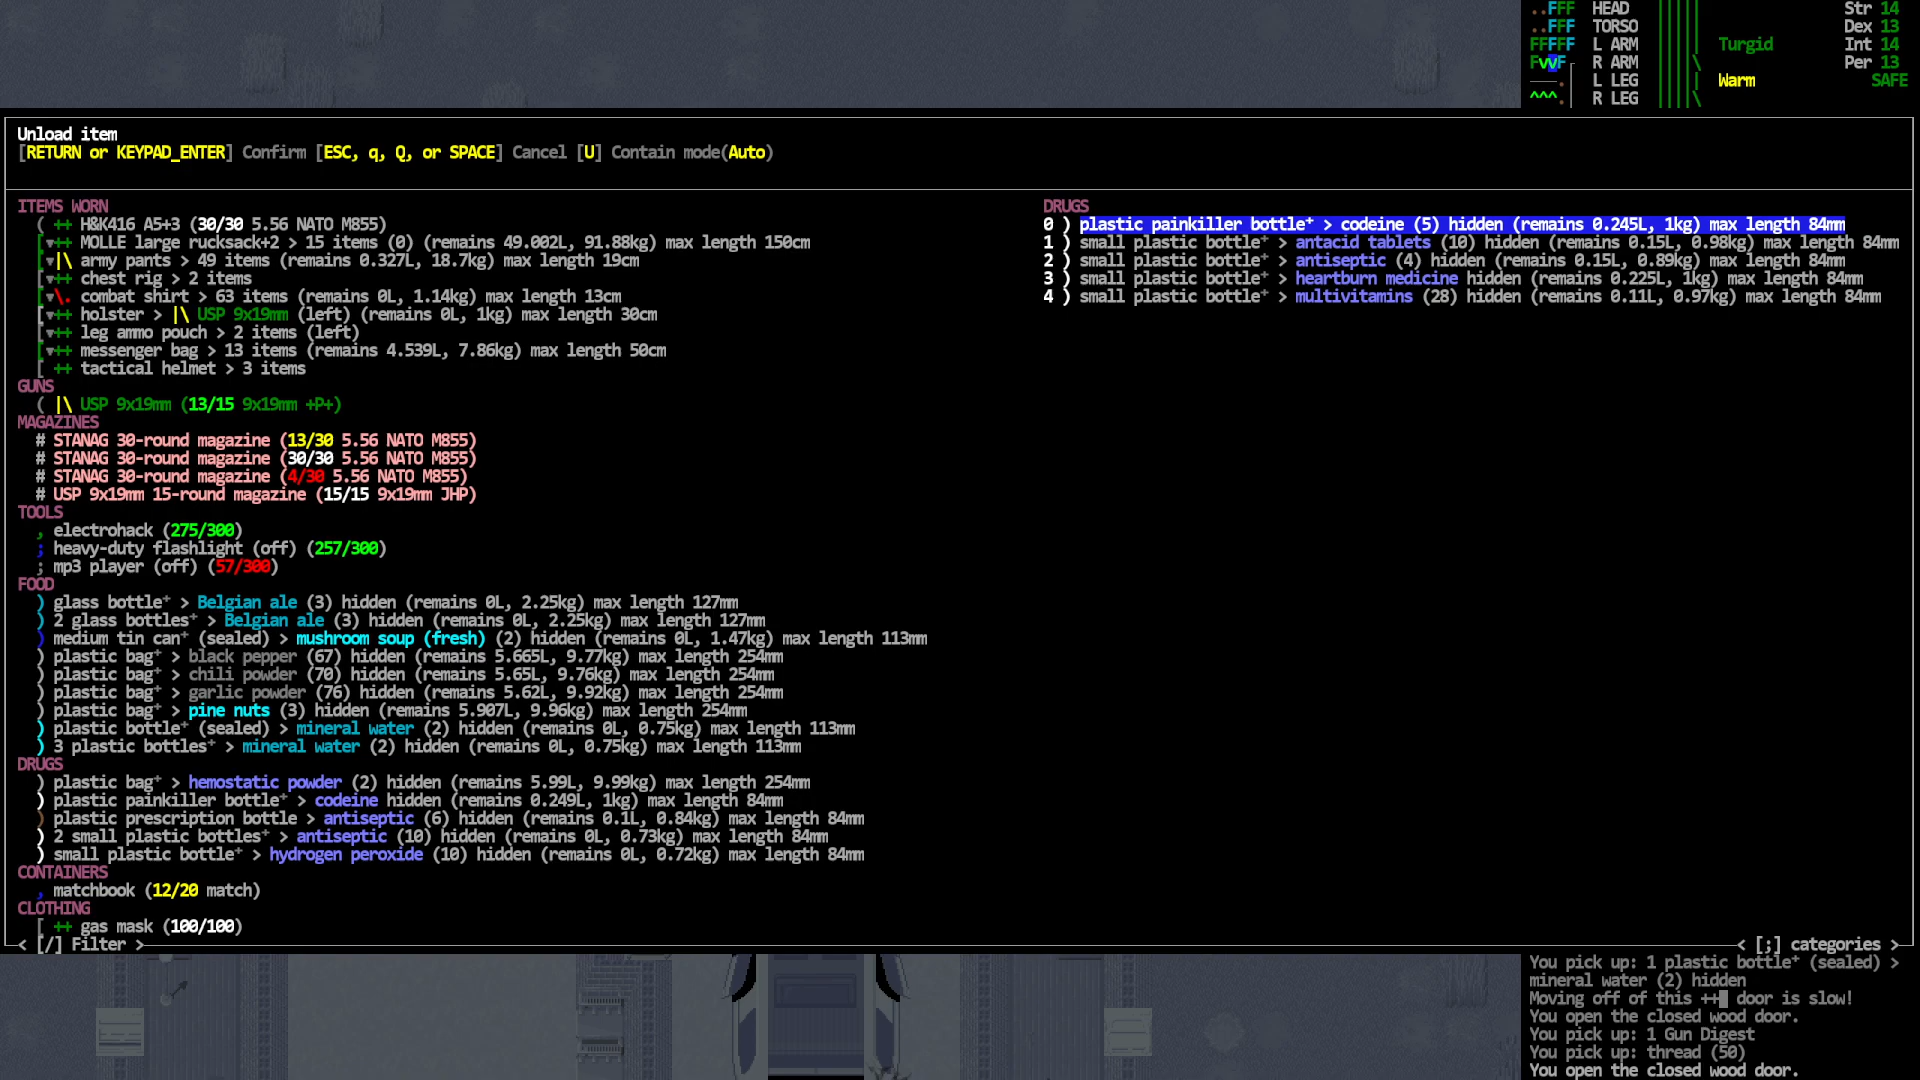 ..FFF HEAD Str 14
..FFF TORSO Dex 13
FFFFF L ARM Turgid Int 14
FvvF R ARM Per 13
L LEG Warm SAFE
^^^. R LEG
Unload item
[RETURN or KEYPAD_ENTER] Confirm [ESC, q, Q, or SPACE] Cancel [U] Contain mode(Auto)
ITEMS WORN
( ++ H&K416 A5+3 (30/30 5.56 NATO M855)
[▾++ MOLLE large rucksack+2 > 15 items (0) (remains 49.002L, 91.88kg) max length 150cm
[▾|\ army pants > 49 items (remains 0.327L, 18.7kg) max length 19cm
[▾++ chest rig > 2 items
[▾\. combat shirt > 63 items (remains 0L, 1.14kg) max length 13cm
[▾++ holster > |\ USP 9x19mm (left) (remains 0L, 1kg) max length 30cm
[▾++ leg ammo pouch > 2 items (left)
[▾++ messenger bag > 13 items (remains 4.539L, 7.86kg) max length 50cm
[ ++ tactical helmet > 3 items
GUNS
( |\ USP 9x19mm (13/15 9x19mm +P+)
MAGAZINES
# STANAG 30-round magazine (13/30 5.56 NATO M855)
# STANAG 30-round magazine (30/30 5.56 NATO M855)
# STANAG 30-round magazine (4/30 5.56 NATO M855)
# USP 9x19mm 15-round magazine (15/15 9x19mm JHP)
TOOLS
, electrohack (275/300)
; heavy-duty flashlight (off) (257/300)
; mp3 player (off) (57/300)
FOOD
) glass bottle⁺ > Belgian ale (3) hidden (remains 0L, 2.25kg) max length 127mm
) 2 glass bottles⁺ > Belgian ale (3) hidden (remains 0L, 2.25kg) max length 127mm
) medium tin can⁺ (sealed) > mushroom soup (fresh) (2) hidden (remains 0L, 1.47kg) max length 113mm
) plastic bag⁺ > black pepper (67) hidden (remains 5.665L, 9.77kg) max length 254mm
) plastic bag⁺ > chili powder (70) hidden (remains 5.65L, 9.76kg) max length 254mm
) plastic bag⁺ > garlic powder (76) hidden (remains 5.62L, 9.92kg) max length 254mm
) plastic bag⁺ > pine nuts (3) hidden (remains 5.907L, 9.96kg) max length 254mm
) plastic bottle⁺ (sealed) > mineral water (2) hidden (remains 0L, 0.75kg) max length 113mm
) 3 plastic bottles⁺ > mineral water (2) hidden (remains 0L, 0.75kg) max length 113mm
DRUGS
) plastic bag⁺ > hemostatic powder (2) hidden (remains 5.99L, 9.99kg) max length 254mm
) plastic painkiller bottle⁺ > codeine hidden (remains 0.249L, 1kg) max length 84mm
) plastic prescription bottle > antiseptic (6) hidden (remains 0.1L, 0.84kg) max length 84mm
) 2 small plastic bottles⁺ > antiseptic (10) hidden (remains 0L, 0.73kg) max length 84mm
) small plastic bottle⁺ > hydrogen peroxide (10) hidden (remains 0L, 0.72kg) max length 84mm
CONTAINERS
, matchbook (12/20 match)
CLOTHING
[ ++ gas mask (100/100)
< [/] Filter >
DRUGS
0 ) plastic painkiller bottle⁺ > codeine (5) hidden (remains 0.245L, 1kg) max length 84mm
1 ) small plastic bottle⁺ > antacid tablets (10) hidden (remains 0.15L, 0.98kg) max length 84mm
2 ) small plastic bottle⁺ > antiseptic (4) hidden (remains 0.15L, 0.89kg) max length 84mm
3 ) small plastic bottle⁺ > heartburn medicine hidden (remains 0.225L, 1kg) max length 84mm
4 ) small plastic bottle⁺ > multivitamins (28) hidden (remains 0.11L, 0.97kg) max length 84mm
< [;] categories >
You pick up: 1 plastic bottle⁺ (sealed) >
mineral water (2) hidden
Moving off of this ++ door is slow!
You open the closed wood door.
You pick up: 1 Gun Digest
You pick up: thread (50)
You open the closed wood door.